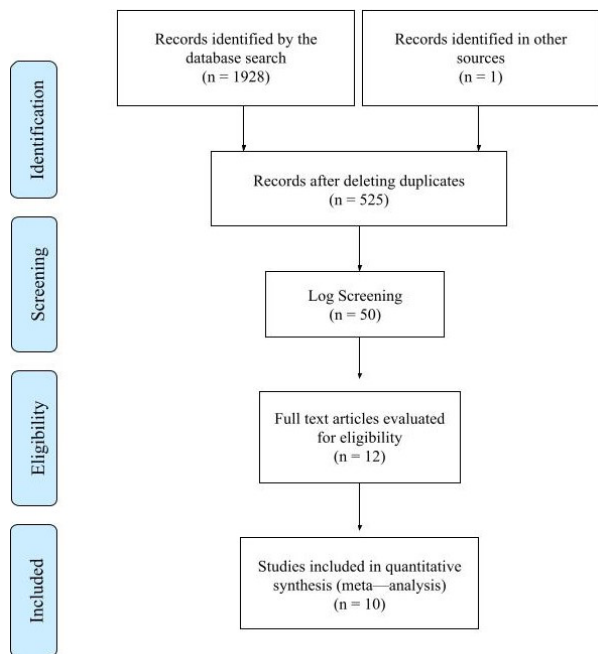 Records identified by the
database search
(n = 1928)
Records identified in other
sources
(n = 1)
Identification
Records after deleting duplicates
(n = 525)
Screening
Log Screening
(n = 50)
Eligibility
Full text articles evaluated
for eligibility
(n = 12)
Included
Studies included in quantitative
synthesis (meta—analysis)
(n = 10)